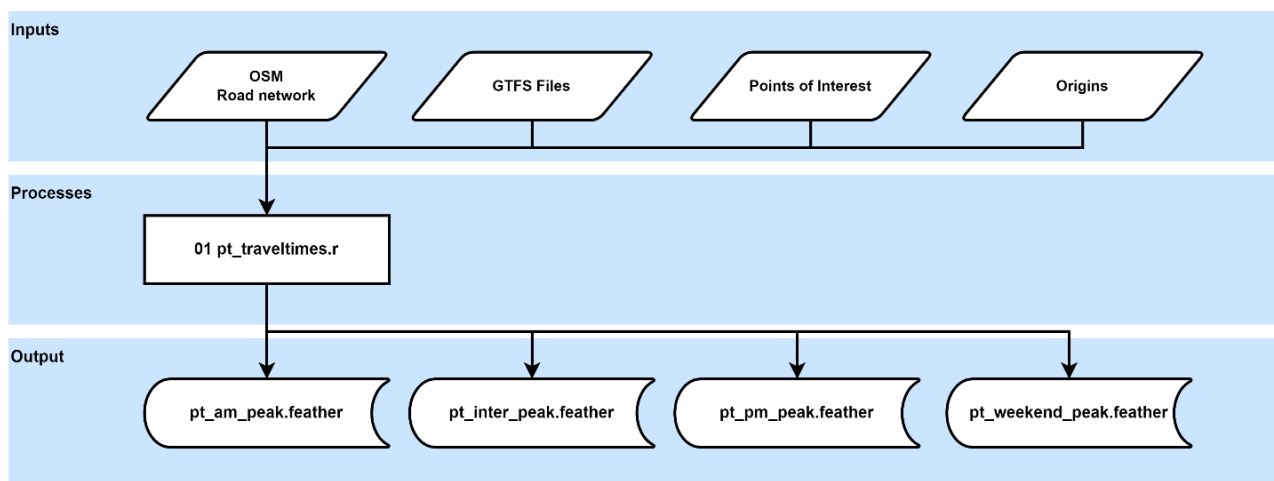 Inputs
OSM
Road network
GTFS Files
Points of Interest
Origins
Processes
01 pt_traveltimes.r
Output
pt_am_peak.feather
pt_inter_peak.feather
pt_pm_peak.feather
pt_weekend_peak.feather